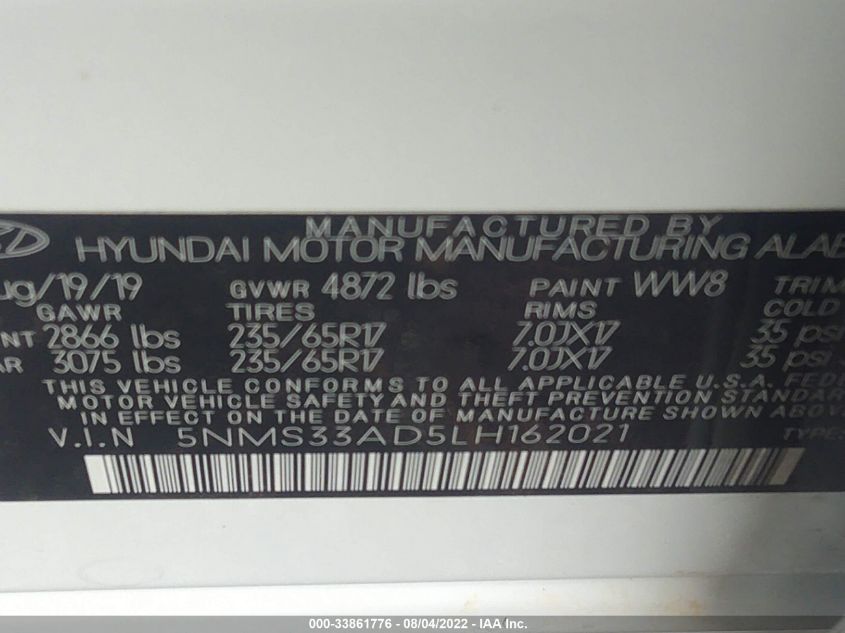 MANUFACTURED BY
HYUNDAI MOTOR MANUFACTURING ALAB
ug/19/19 GVWR 4872 lbs PAINT WW8 TRIM
GAWR TIRES RIMS COLD
NT 2866 lbs 235/65R17 7.0JX17 35 psi
AR 3075 lbs 235/65R17 7.0JX17 35 psi
THIS VEHICLE CONFORMS TO ALL APPLICABLE U.S.A. FEDE
MOTOR VEHICLE SAFETY AND THEFT PREVENTION STANDAR
IN EFFECT ON THE DATE OF MANUFACTURE SHOWN ABOV
V.I.N 5NMS33AD5LH162021 TYPE:
000-33861776 - 08/04/2022 - IAA Inc.